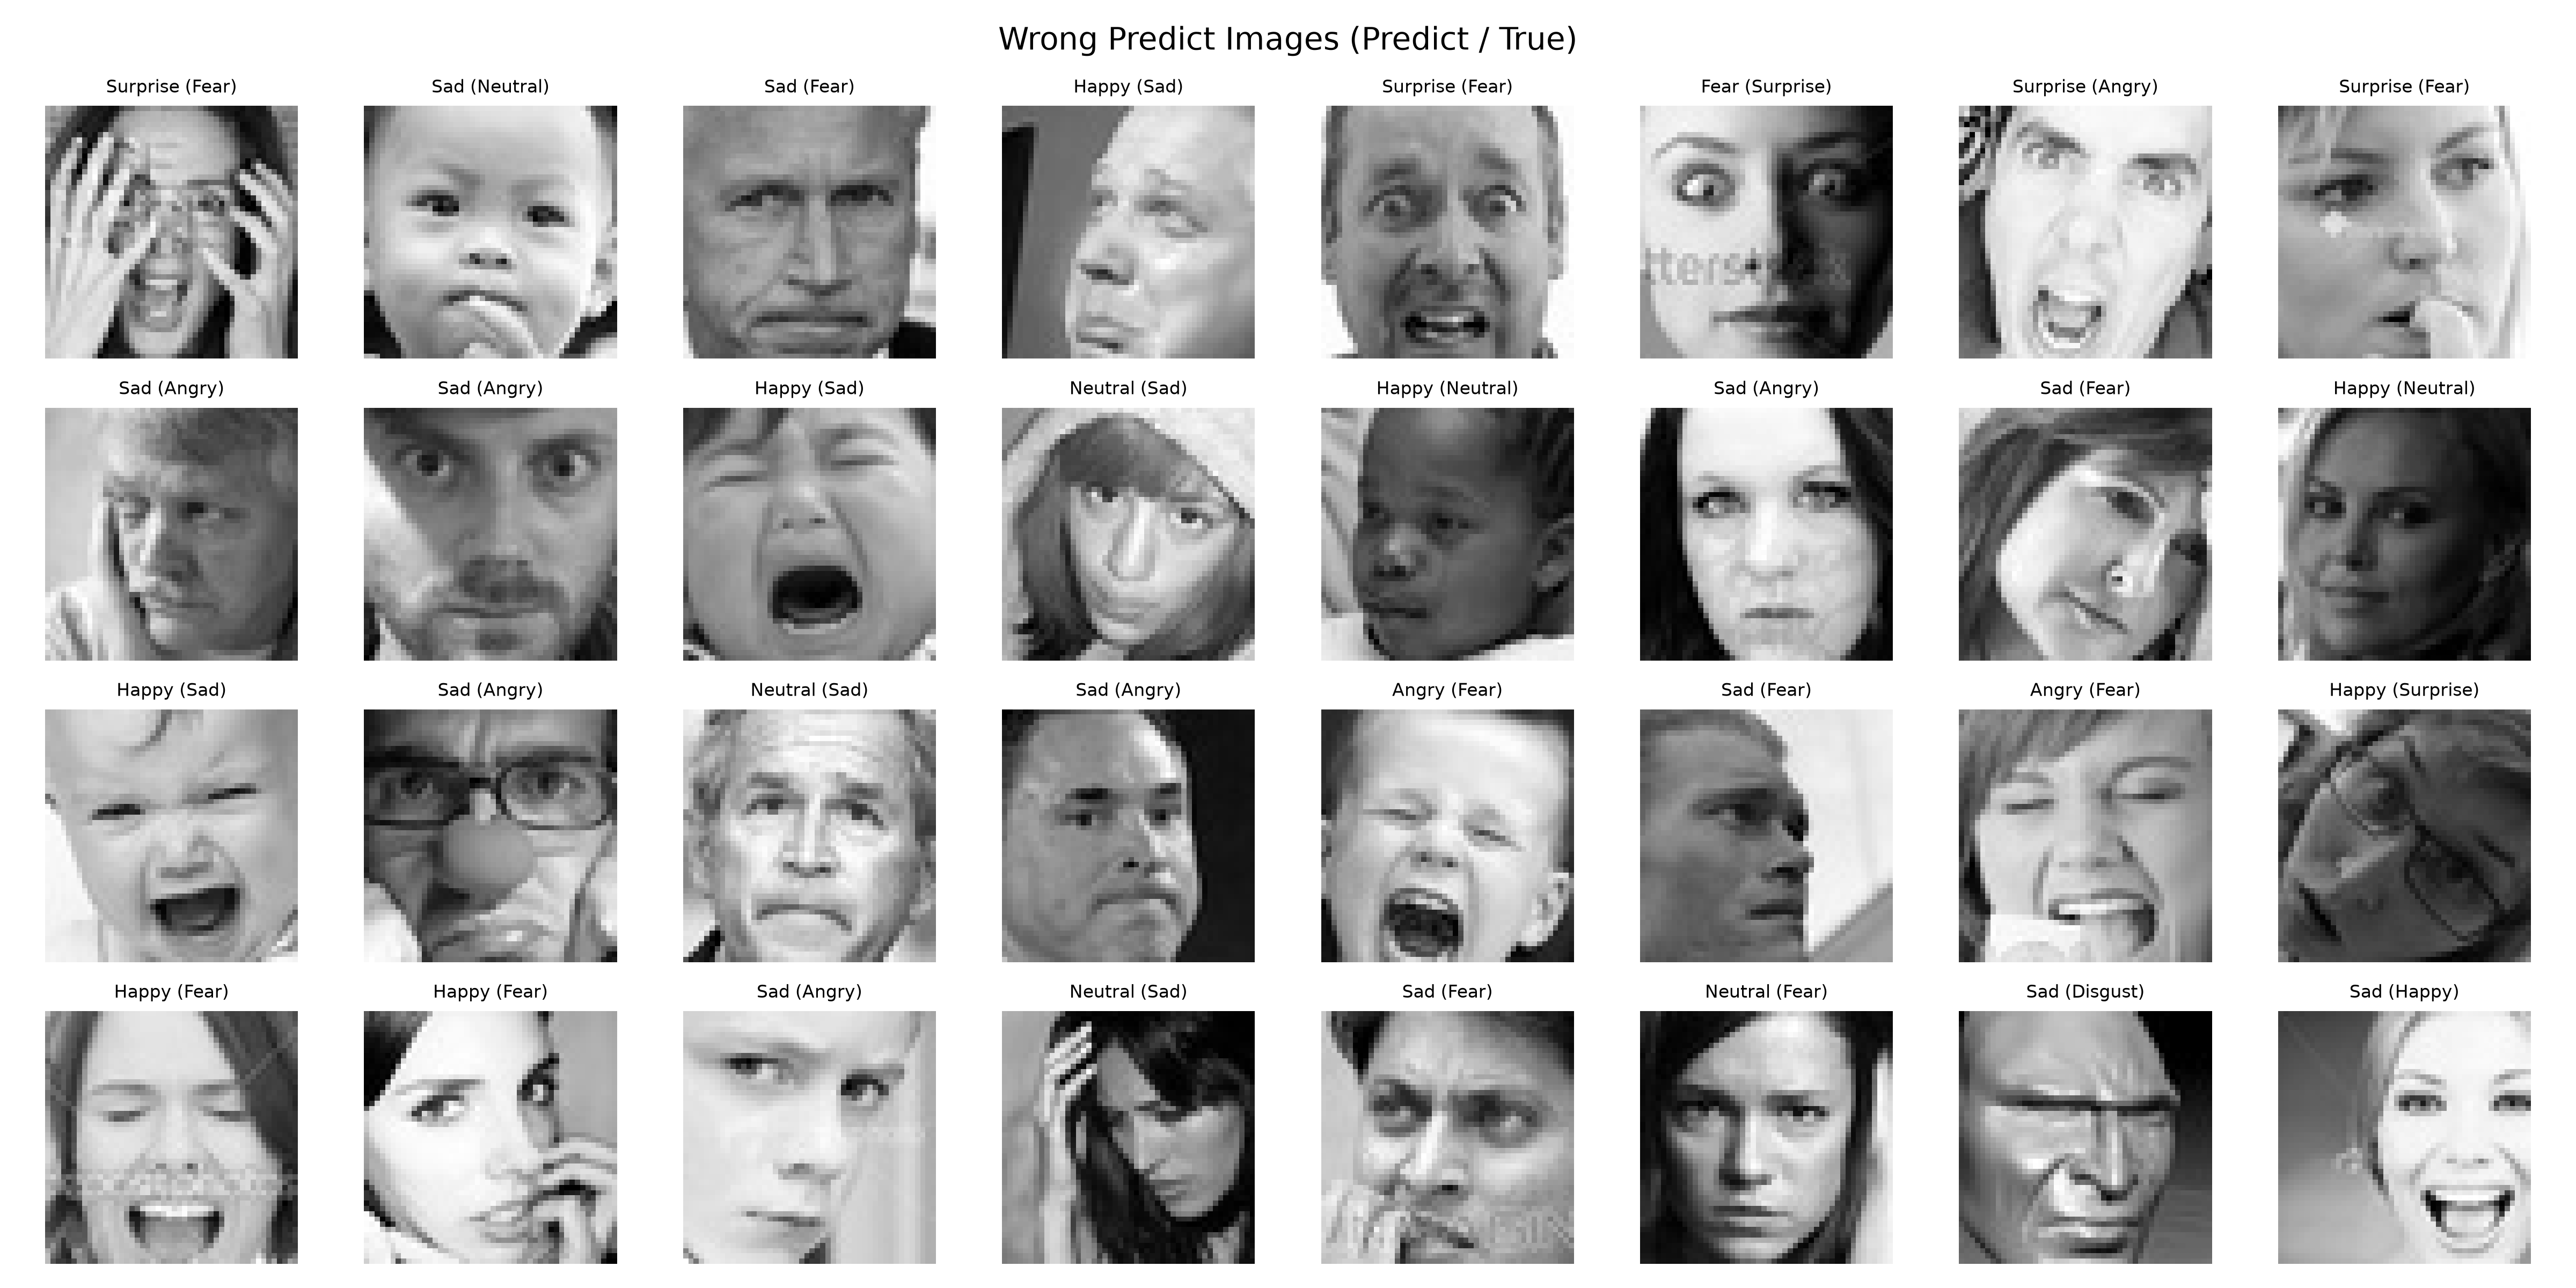 Wrong Predict Images (Predict / True)
Surprise (Fear) Sad (Neutral) Sad (Fear) Happy (Sad) Surprise (Fear) Fear (Surprise) Surprise (Angry) Surprise (Fear)
tters
Sad (Angry) Sad (Angry) Happy (Sad) Neutral (Sad) Happy (Neutral) Sad (Angry) Sad (Fear) Happy (Neutral)
Happy (Sad) Sad (Angry) Neutral (Sad) Sad (Angry) Angry (Fear) Sad (Fear) Angry (Fear) Happy (Surprise)
Happy (Fear) Happy (Fear) Sad (Angry) Neutral (Sad) Sad (Fear) Neutral (Fear) Sad (Disgust) Sad (Happy)